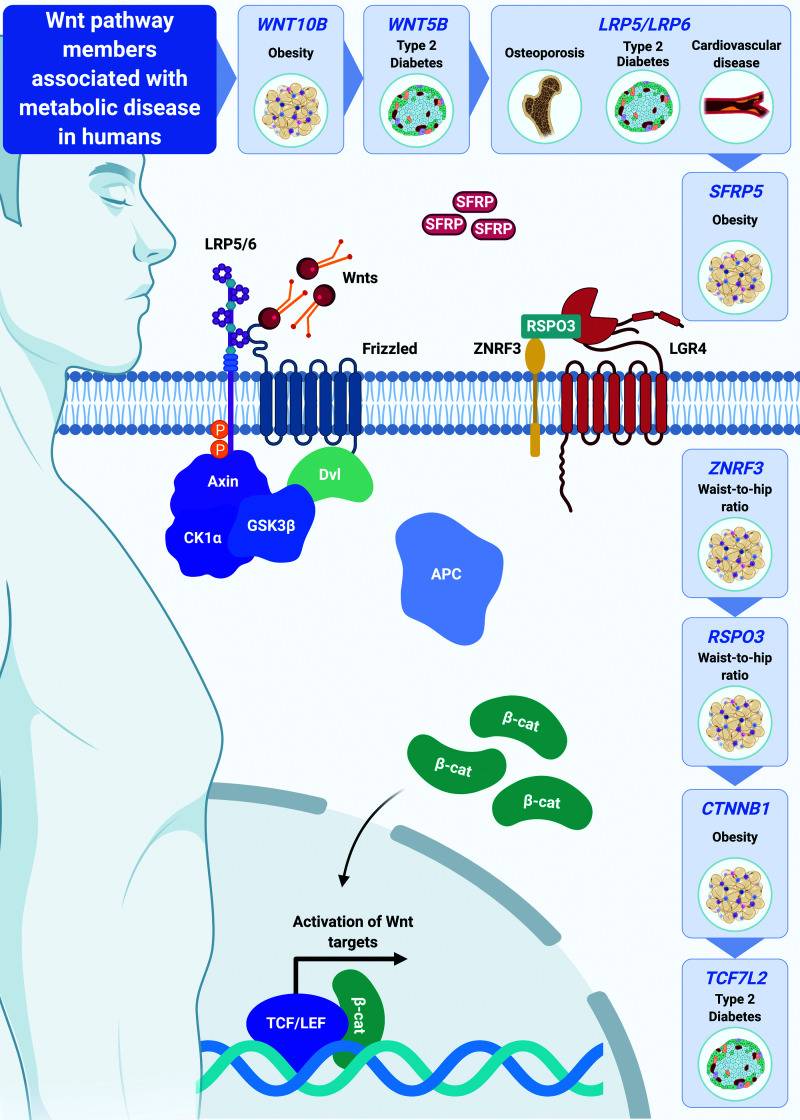 Wnt pathway
members
associated with
metabolic disease
in humans
WNT10B
Obesity
WNT5B
Type 2
Diabetes
LRP5/LRP6
Osteoporosis
Type 2
Diabetes
Cardiovascular
disease
SFRP5
Obesity
SFRP
SFRP
SFRP
LRP5/6
Wnts
Frizzled
RSPO3
ZNRF3
LGR4
P
P
Axin
Dvl
CK1α
GSK3β
APC
ZNRF3
Waist-to-hip
ratio
RSPO3
Waist-to-hip
ratio
β-cat
β-cat
β-cat
CTNNB1
Obesity
Activation of Wnt
targets
TCF/LEF
β-cat
TCF7L2
Type 2
Diabetes